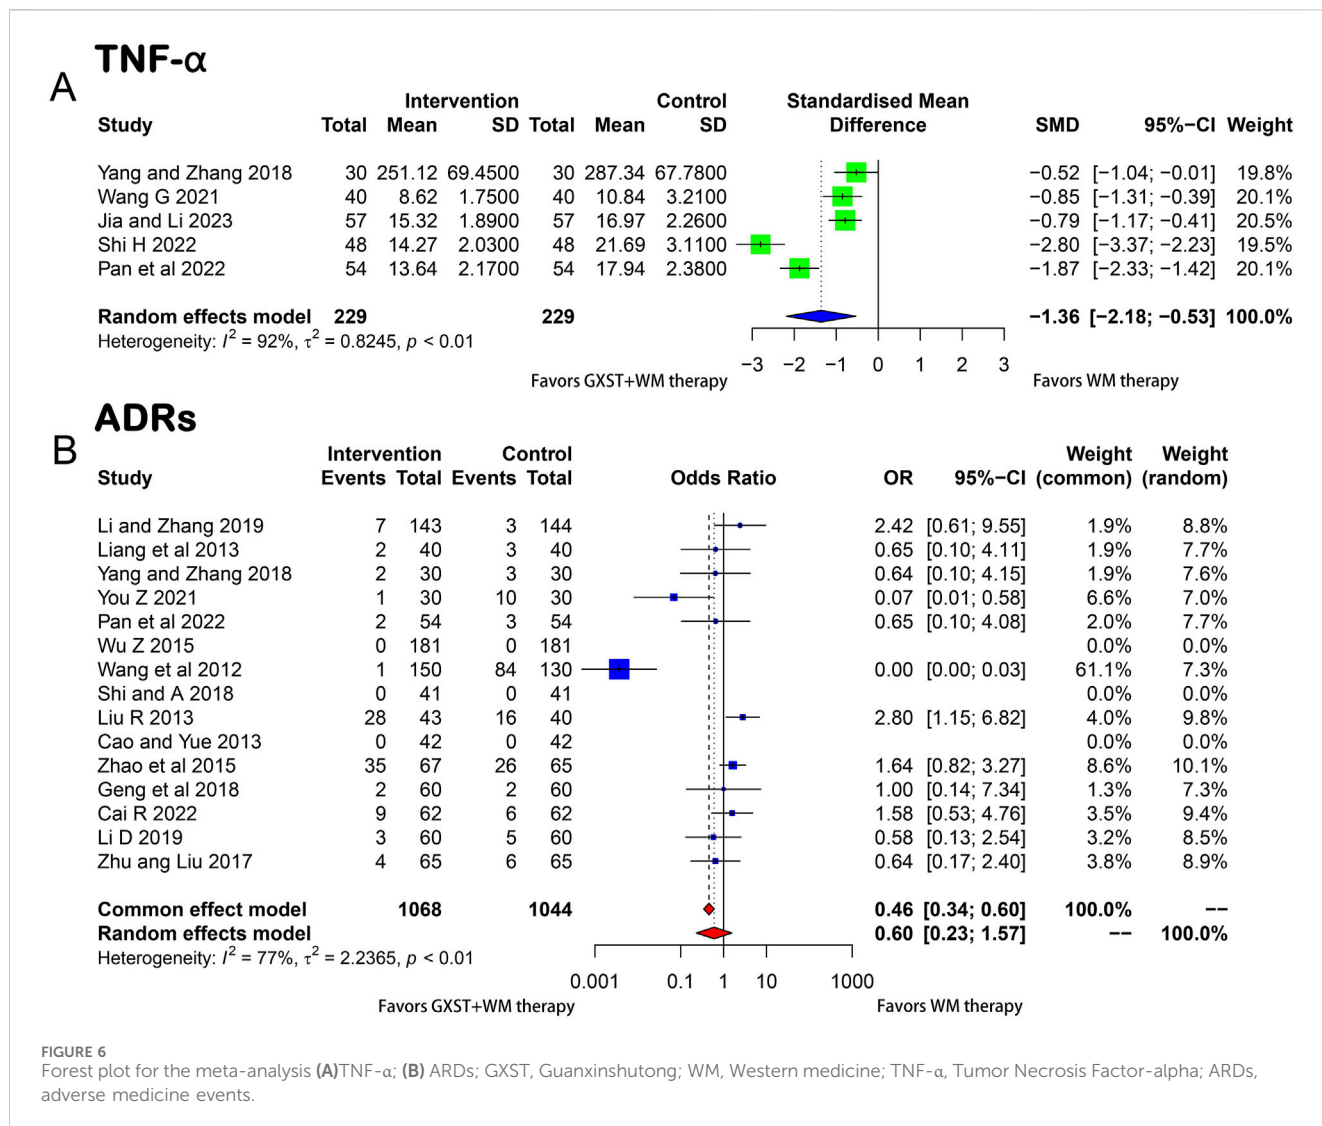 TNF-α
A
Intervention Control Standardised Mean
Study Total Mean SD Total Mean SD Difference SMD 95%−CI Weight
Yang and Zhang 2018 30 251.12 69.4500 30 287.34 67.7800 −0.52 [−1.04; −0.01] 19.8%
Wang G 2021 40 8.62 1.7500 40 10.84 3.2100 −0.85 [−1.31; −0.39] 20.1%
Jia and Li 2023 57 15.32 1.8900 57 16.97 2.2600 −0.79 [−1.17; −0.41] 20.5%
Shi H 2022 48 14.27 2.0300 48 21.69 3.1100 −2.80 [−3.37; −2.23] 19.5%
Pan et al 2022 54 13.64 2.1700 54 17.94 2.3800 −1.87 [−2.33; −1.42] 20.1%
Random effects model 229 229 −1.36 [−2.18; −0.53] 100.0%
Heterogeneity: I² = 92%, τ² = 0.8245, p < 0.01
−3 −2 −1 0 1 2 3
Favors GXST+WM therapy Favors WM therapy
ADRs
B
Intervention Control Weight Weight
Study Events Total Events Total Odds Ratio OR 95%−CI (common) (random)
Li and Zhang 2019 7 143 3 144 2.42 [0.61; 9.55] 1.9% 8.8%
Liang et al 2013 2 40 3 40 0.65 [0.10; 4.11] 1.9% 7.7%
Yang and Zhang 2018 2 30 3 30 0.64 [0.10; 4.15] 1.9% 7.6%
You Z 2021 1 30 10 30 0.07 [0.01; 0.58] 6.6% 7.0%
Pan et al 2022 2 54 3 54 0.65 [0.10; 4.08] 2.0% 7.7%
Wu Z 2015 0 181 0 181 0.0% 0.0%
Wang et al 2012 1 150 84 130 0.00 [0.00; 0.03] 61.1% 7.3%
Shi and A 2018 0 41 0 41 0.0% 0.0%
Liu R 2013 28 43 16 40 2.80 [1.15; 6.82] 4.0% 9.8%
Cao and Yue 2013 0 42 0 42 0.0% 0.0%
Zhao et al 2015 35 67 26 65 1.64 [0.82; 3.27] 8.6% 10.1%
Geng et al 2018 2 60 2 60 1.00 [0.14; 7.34] 1.3% 7.3%
Cai R 2022 9 62 6 62 1.58 [0.53; 4.76] 3.5% 9.4%
Li D 2019 3 60 5 60 0.58 [0.13; 2.54] 3.2% 8.5%
Zhu ang Liu 2017 4 65 6 65 0.64 [0.17; 2.40] 3.8% 8.9%
Common effect model 1068 1044 0.46 [0.34; 0.60] 100.0% −−
Random effects model 0.60 [0.23; 1.57] −− 100.0%
Heterogeneity: I² = 77%, τ² = 2.2365, p < 0.01
0.001 0.1 1 10 1000
Favors GXST+WM therapy Favors WM therapy
FIGURE 6
Forest plot for the meta-analysis (A)TNF-α; (B) ARDs; GXST, Guanxinshutong; WM, Western medicine; TNF-α, Tumor Necrosis Factor-alpha; ARDs,
adverse medicine events.